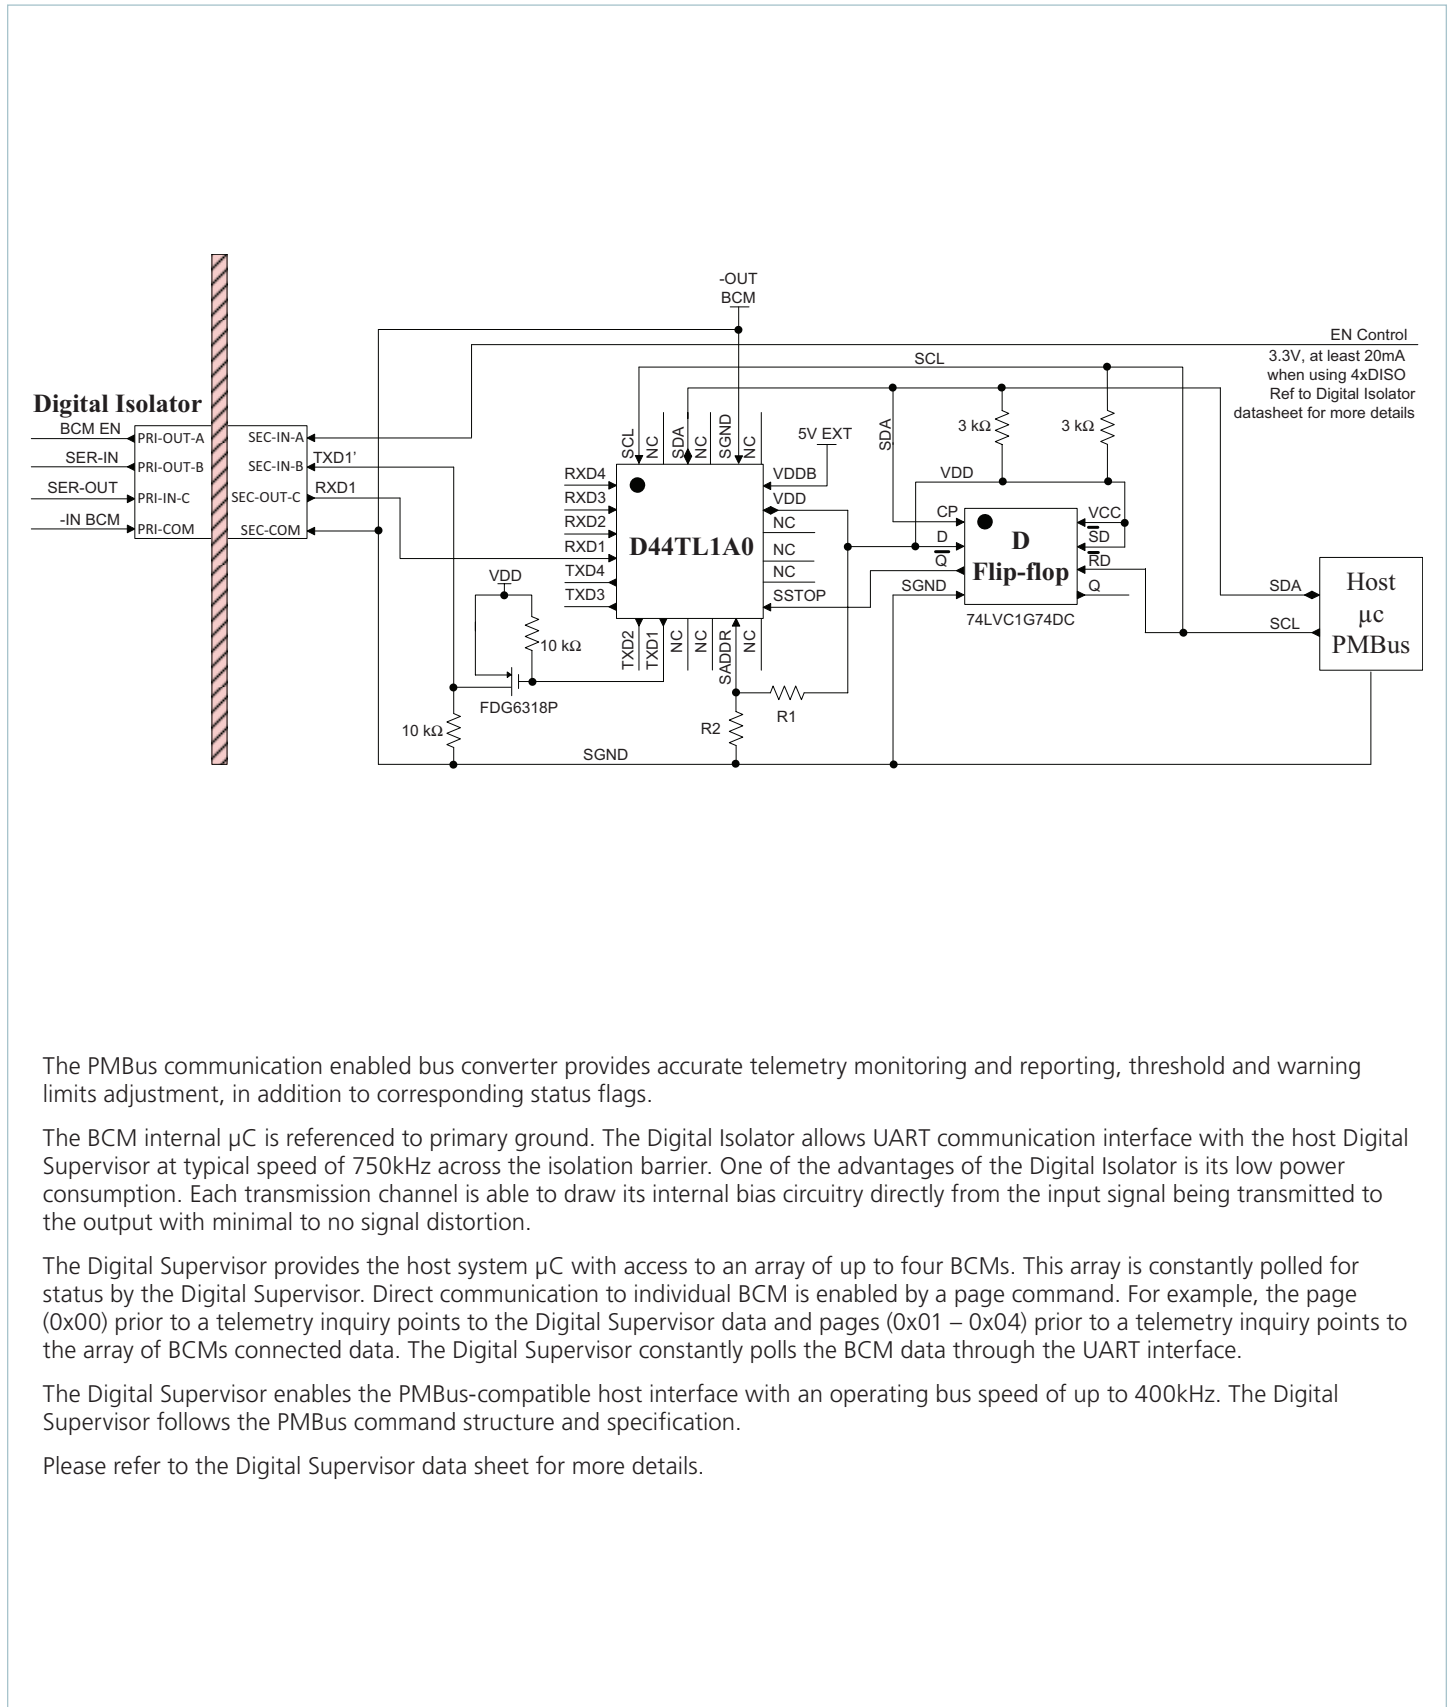 -OUT
BCM
EN Control
3.3V, at least 20mA
when using 4xDISO
Ref to Digital Isolator
datasheet for more details
SCL
Digital Isolator
BCM EN
PRI-OUT-A
SEC-IN-A
SER-IN
PRI-OUT-B
SEC-IN-B
TXD1'
SER-OUT
PRI-IN-C
SEC-OUT-C
RXD1
-IN BCM
PRI-COM
SEC-COM
SCL
NC
SDA
NC
SGND
NC
5V EXT
SDA
3 kΩ
3 kΩ
RXD4
RXD3
RXD2
RXD1
TXD4
TXD3
D44TL1A0
VDDB
VDD
NC
NC
NC
SSTOP
TXD2
TXD1
NC
NC
SADDR
NC
VDD
CP
D
Q̅
SGND
D
Flip-flop
VCC
S̅D
R̅D
Q
74LVC1G74DC
SDA
SCL
Host
µc
PMBus
VDD
10 kΩ
FDG6318P
10 kΩ
R1
R2
SGND
The PMBus communication enabled bus converter provides accurate telemetry monitoring and reporting, threshold and warning
limits adjustment, in addition to corresponding status flags.
The BCM internal µC is referenced to primary ground. The Digital Isolator allows UART communication interface with the host Digital
Supervisor at typical speed of 750kHz across the isolation barrier. One of the advantages of the Digital Isolator is its low power
consumption. Each transmission channel is able to draw its internal bias circuitry directly from the input signal being transmitted to
the output with minimal to no signal distortion.
The Digital Supervisor provides the host system µC with access to an array of up to four BCMs. This array is constantly polled for
status by the Digital Supervisor. Direct communication to individual BCM is enabled by a page command. For example, the page
(0x00) prior to a telemetry inquiry points to the Digital Supervisor data and pages (0x01 – 0x04) prior to a telemetry inquiry points to
the array of BCMs connected data. The Digital Supervisor constantly polls the BCM data through the UART interface.
The Digital Supervisor enables the PMBus-compatible host interface with an operating bus speed of up to 400kHz. The Digital
Supervisor follows the PMBus command structure and specification.
Please refer to the Digital Supervisor data sheet for more details.